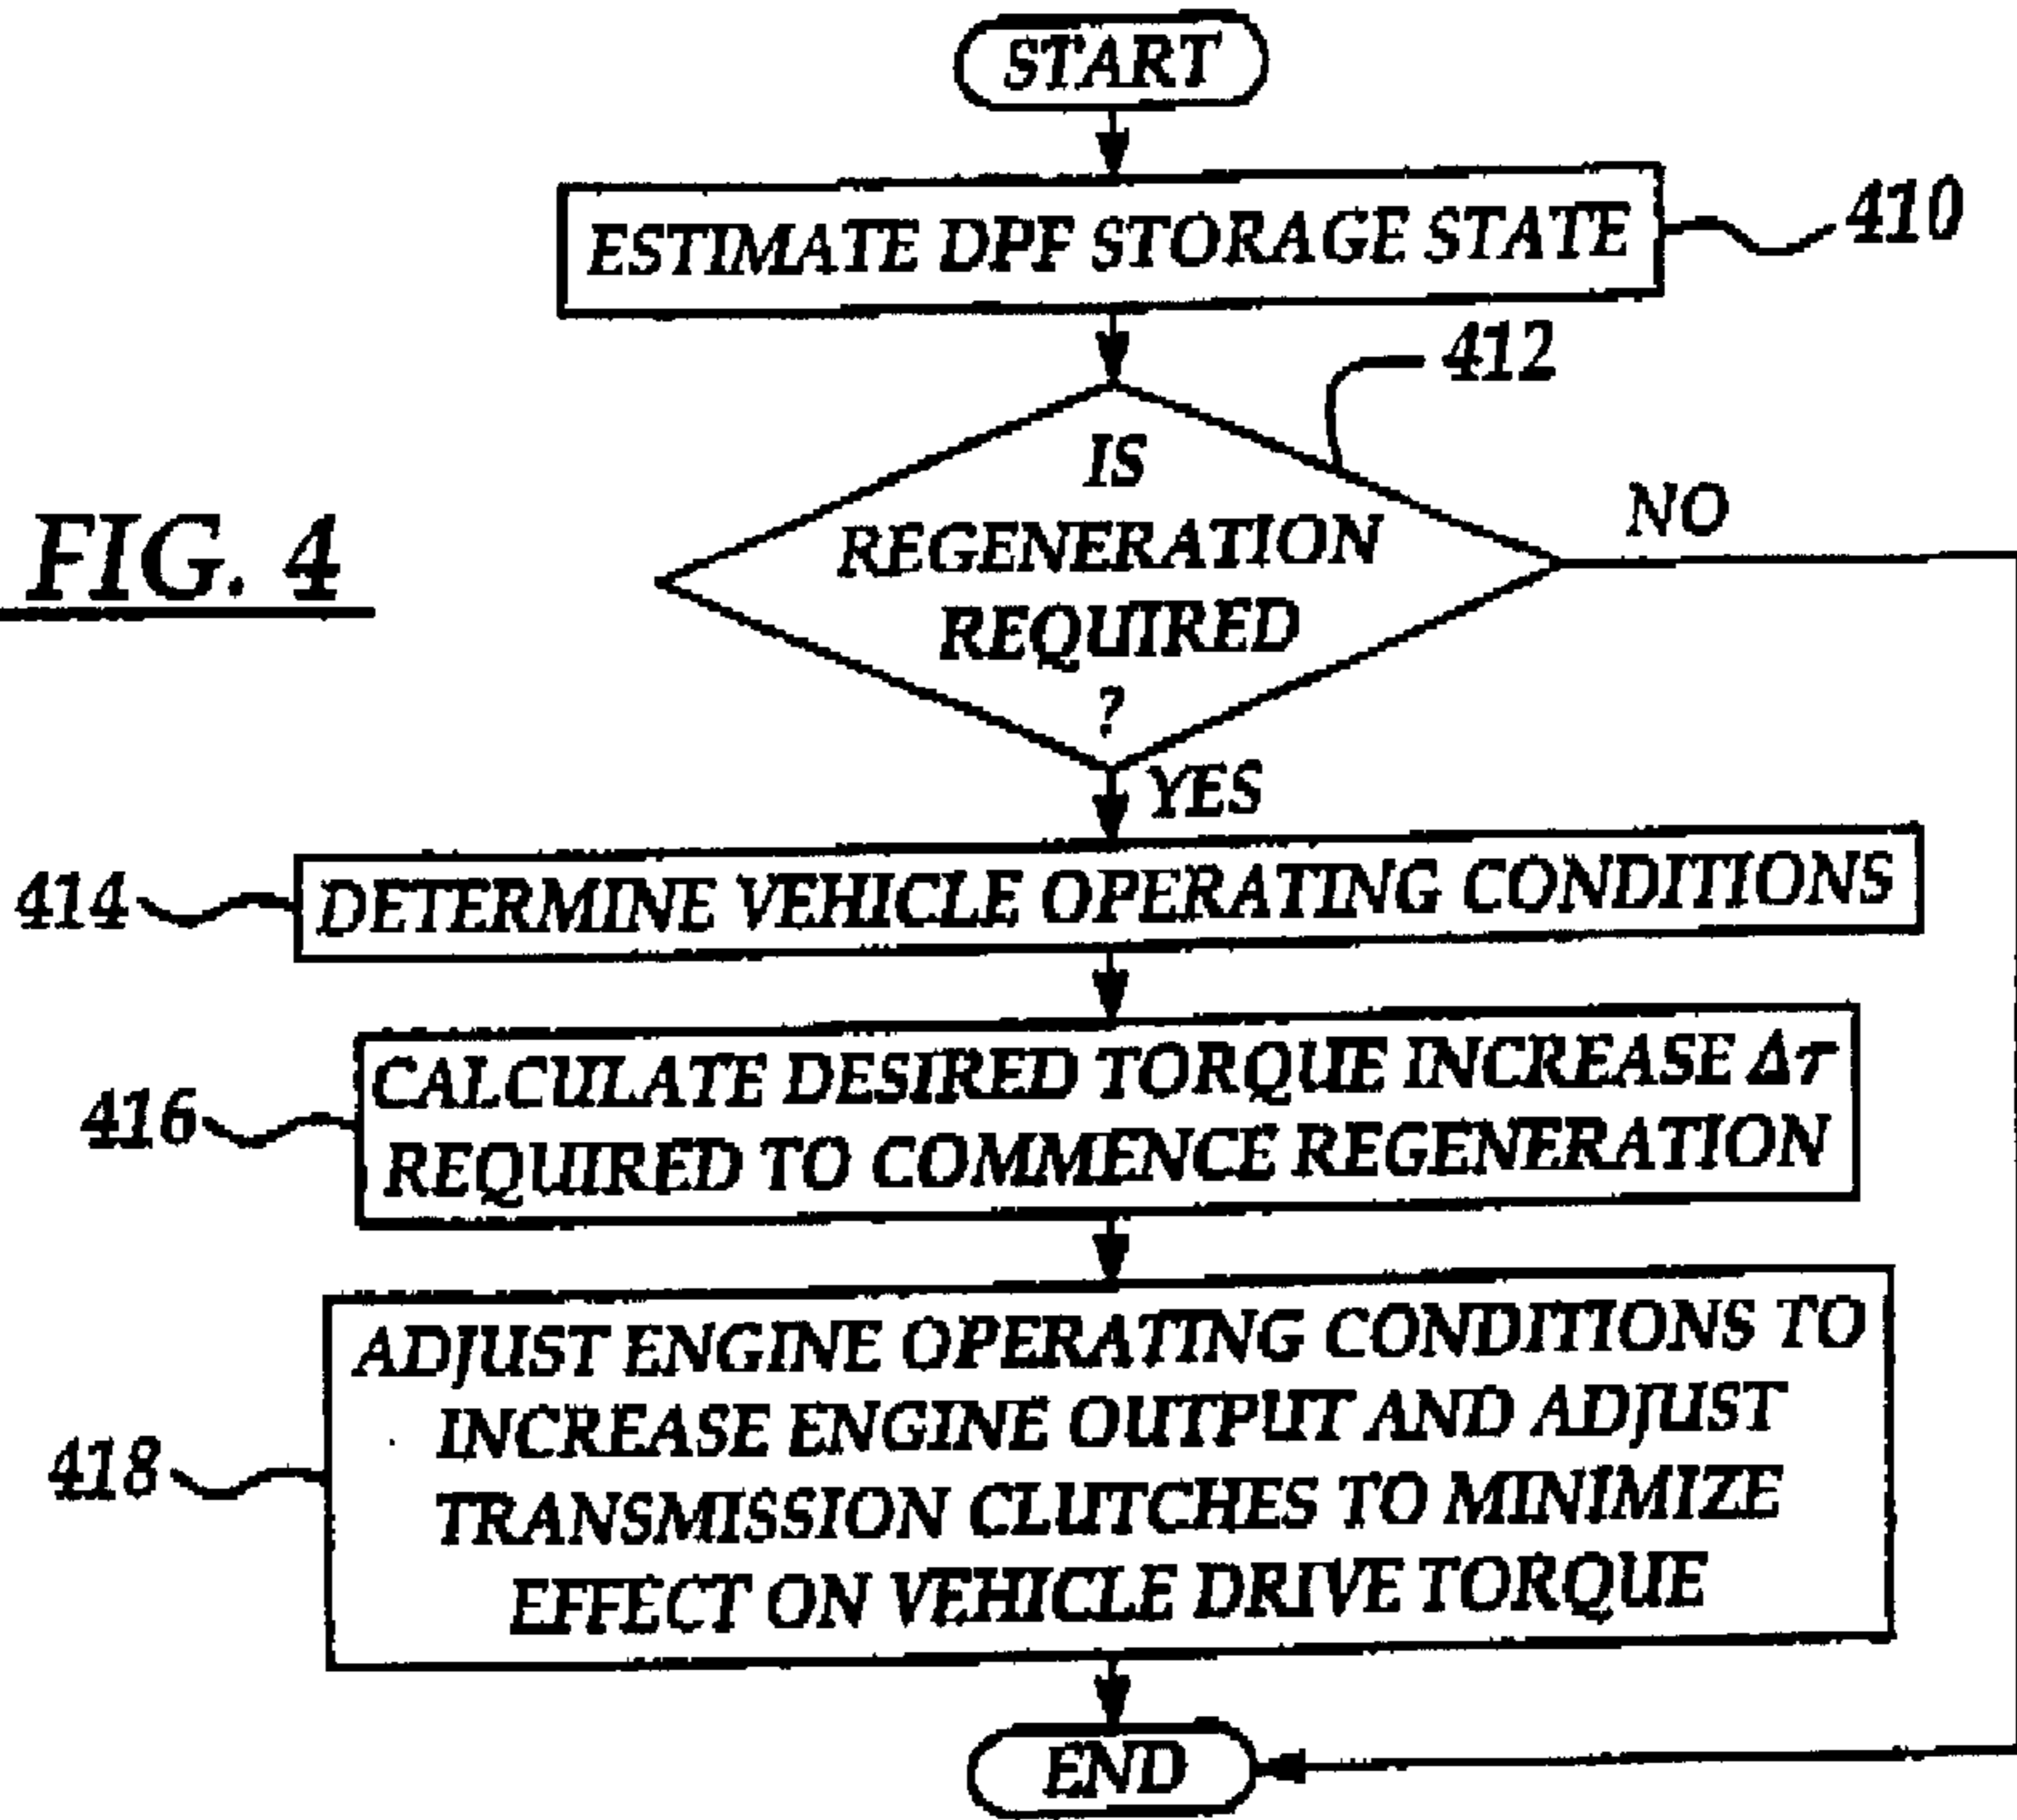 START
ESTIMATE DPF STORAGE STATE
410
412
IS
REGENERATION
REQUIRED
?
NO
FIG. 4
YES
414
DETERMINE VEHICLE OPERATING CONDITIONS
416
CALCULATE DESIRED TORQUE INCREASE Δτ
REQUIRED TO COMMENCE REGENERATION
418
ADJUST ENGINE OPERATING CONDITIONS TO
INCREASE ENGINE OUTPUT AND ADJUST
TRANSMISSION CLUTCHES TO MINIMIZE
EFFECT ON VEHICLE DRIVE TORQUE
END